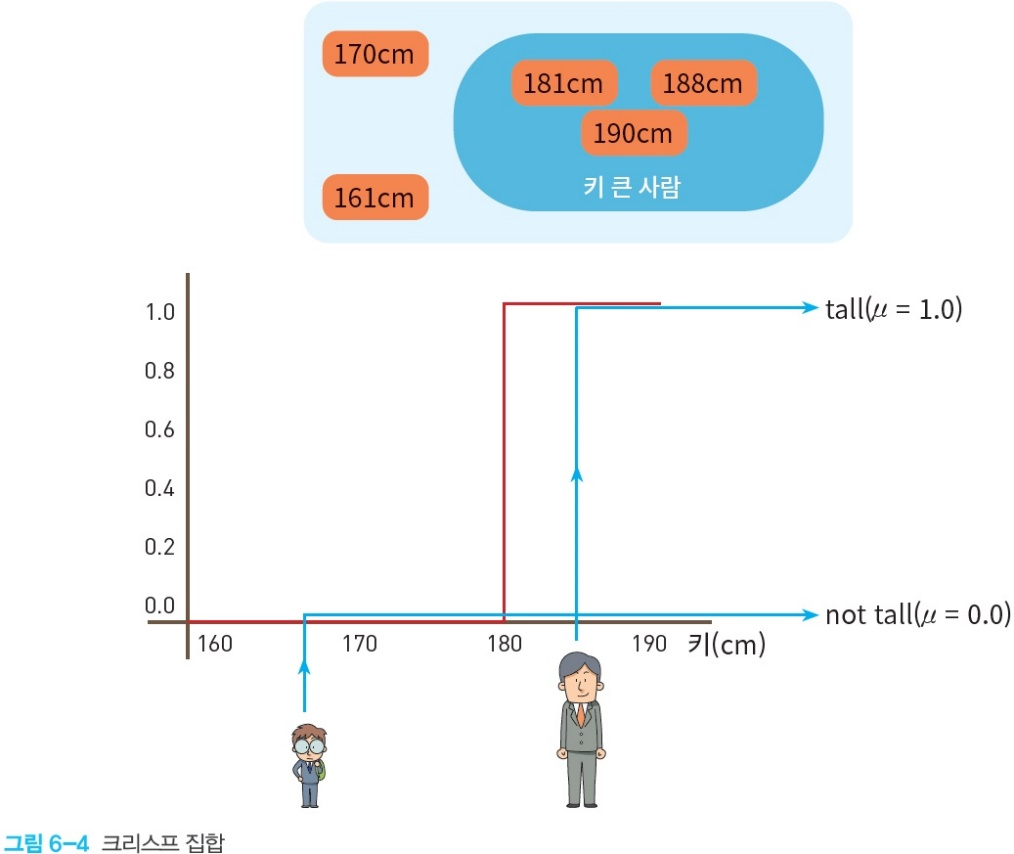 170cm
181cm 188cm
190cm
키 큰 사람
161cm
1.0
tall(μ = 1.0)
0.8
0.6
0.4
0.2
0.0
not tall(μ = 0.0)
160 170 180 190 키(cm)
그림 6-4 크리스프 집합